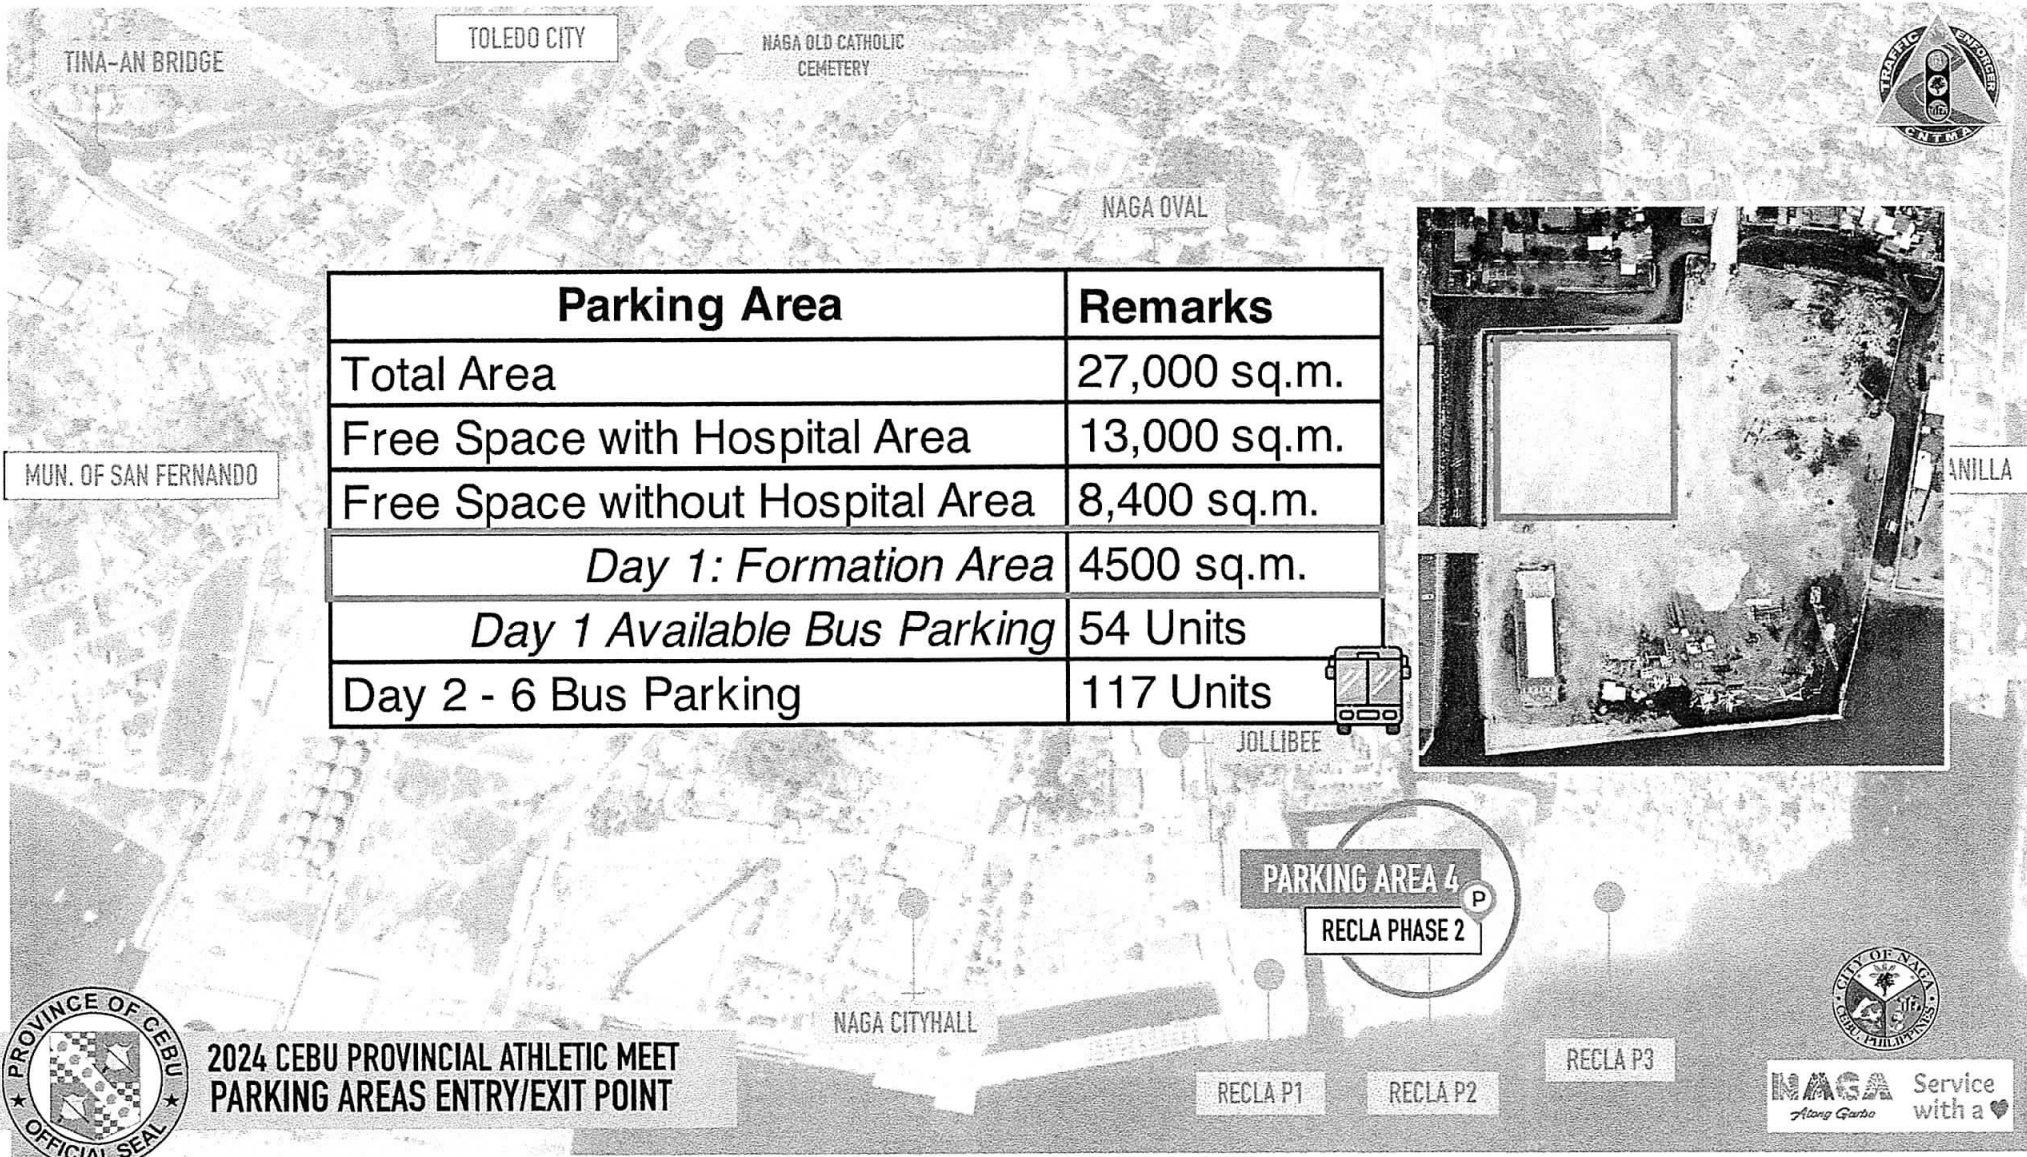 TINA-AN BRIDGE
TOLEDO CITY
NAGA OLD CATHOLIC
CEMETERY
TRAFFIC ENFORCER
CNTMA
NAGA OVAL
Parking Area Remarks
Total Area 27,000 sq.m.
Free Space with Hospital Area 13,000 sq.m.
Free Space without Hospital Area 8,400 sq.m.
Day 1: Formation Area 4500 sq.m.
Day 1 Available Bus Parking 54 Units
Day 2 - 6 Bus Parking 117 Units
MUN. OF SAN FERNANDO
ANILLA
JOLLIBEE
PARKING AREA 4
P
RECLA PHASE 2
NAGA CITYHALL
RECLA P1
RECLA P2
RECLA P3
PROVINCE OF CEBU
OFFICIAL SEAL
2024 CEBU PROVINCIAL ATHLETIC MEET
PARKING AREAS ENTRY/EXIT POINT
CITY OF NAGA
CEBU, PHILIPPINES
NAGA
Atong Garbo
Service
with a